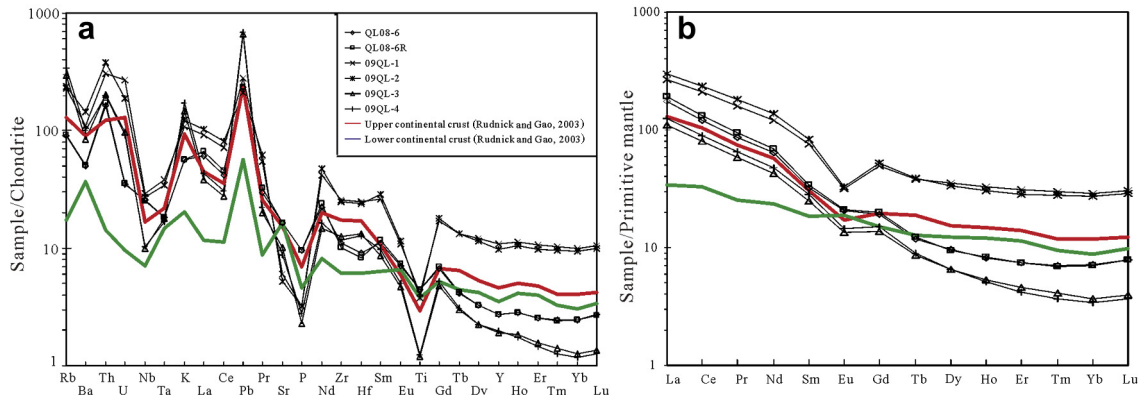 a
b
Sample/Chondrite
1000
100
10
1
QL08-6
QL08-6R
09QL-1
09QL-2
09QL-3
09QL-4
Upper continental crust (Rudnick and Gao, 2003)
Lower continental crust (Rudnick and Gao, 2003)
Rb Th Nb K Ce Pr P Zr Sm Ti Tb Y Er Yb
Ba U Ta La Pb Sr Nd Hf Eu Gd Dy Ho Tm Lu
Sample/Primitive mantle
1000
100
10
1
La Ce Pr Nd Sm Eu Gd Tb Dy Ho Er Tm Yb Lu